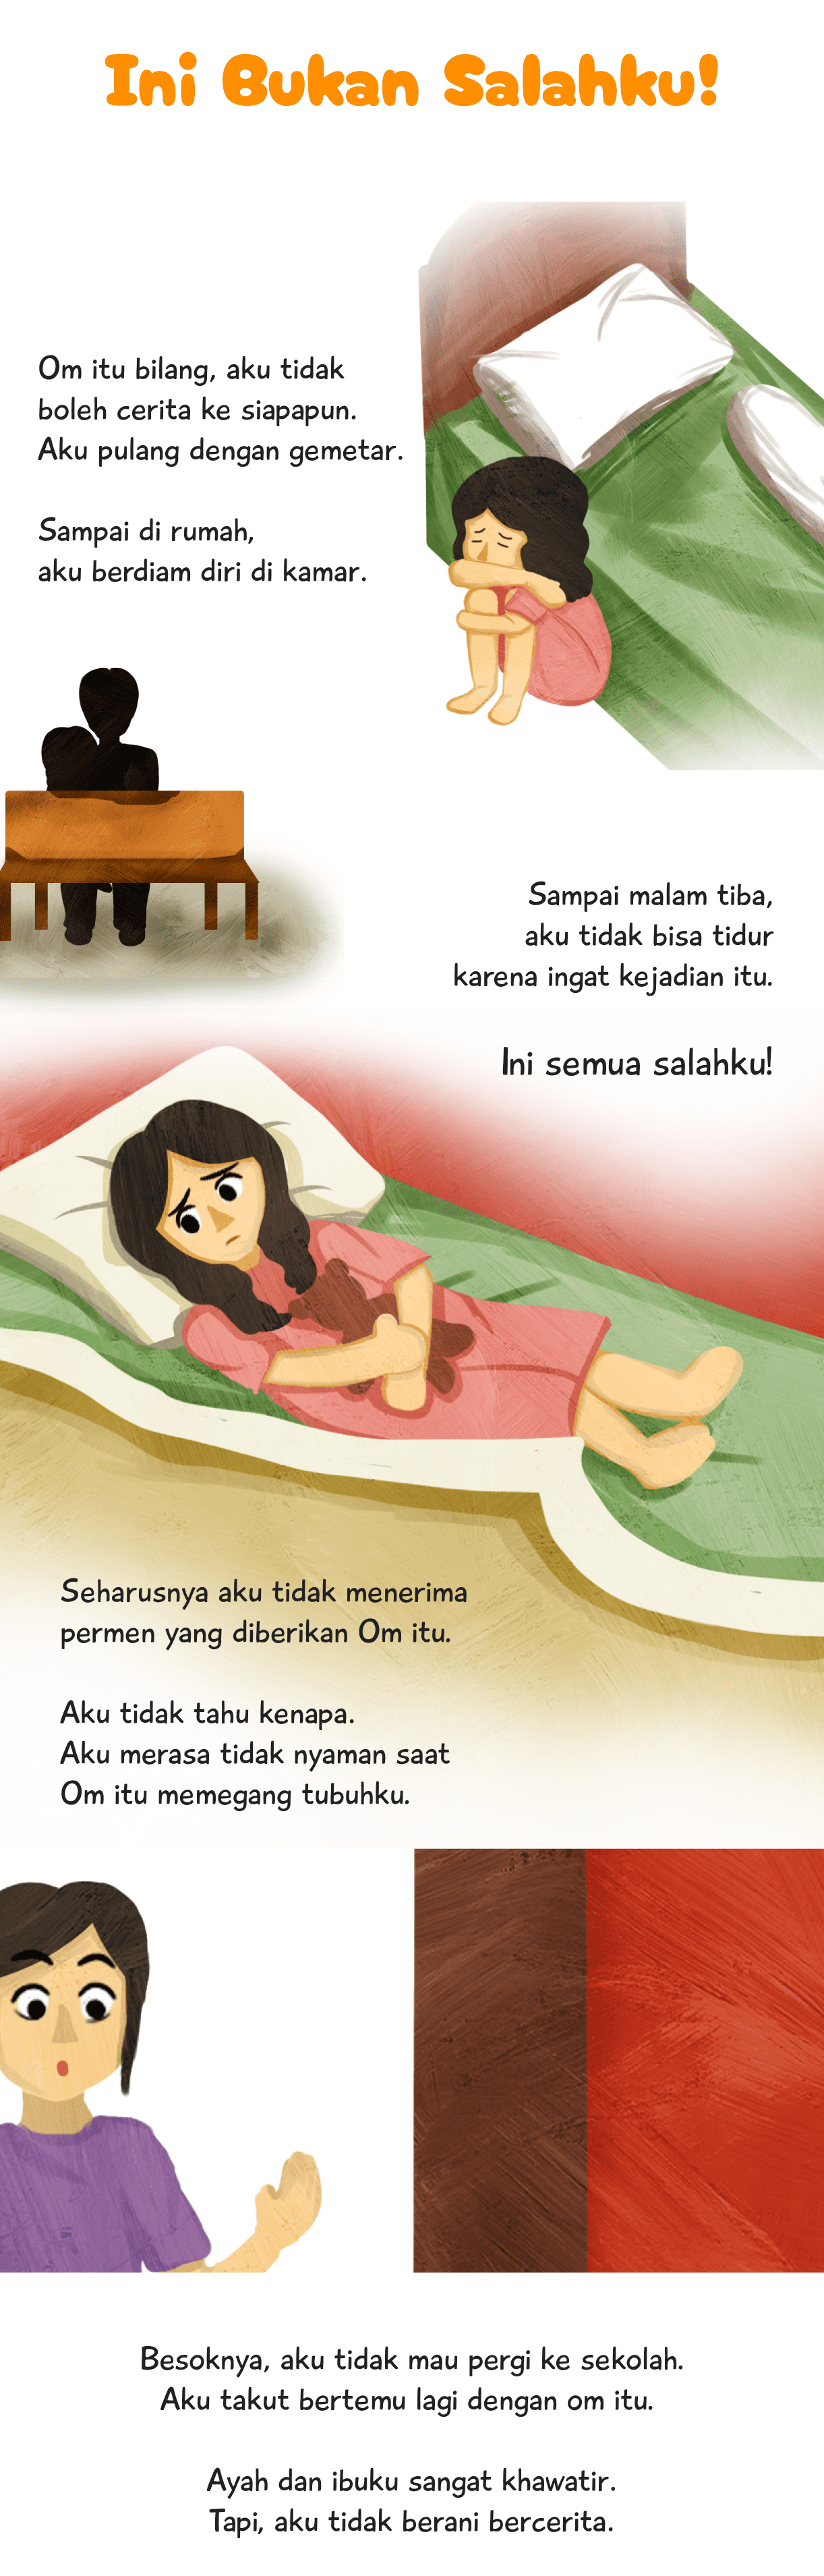 Ini Bukan Salahku!
Om itu bilang, aku tidak
boleh cerita ke siapapun.
Aku pulang dengan gemetar.
Sampai di rumah,
aku berdiam diri di kamar.
Sampai malam tiba,
aku tidak bisa tidur
karena ingat kejadian itu.
Ini semua salahku!
Seharusnya aku tidak menerima
permen yang diberikan Om itu.
Aku tidak tahu kenapa.
Aku merasa tidak nyaman saat
Om itu memegang tubuhku.
Besoknya, aku tidak mau pergi ke sekolah.
Aku takut bertemu lagi dengan om itu.
Ayah dan ibuku sangat khawatir.
Tapi, aku tidak berani bercerita.